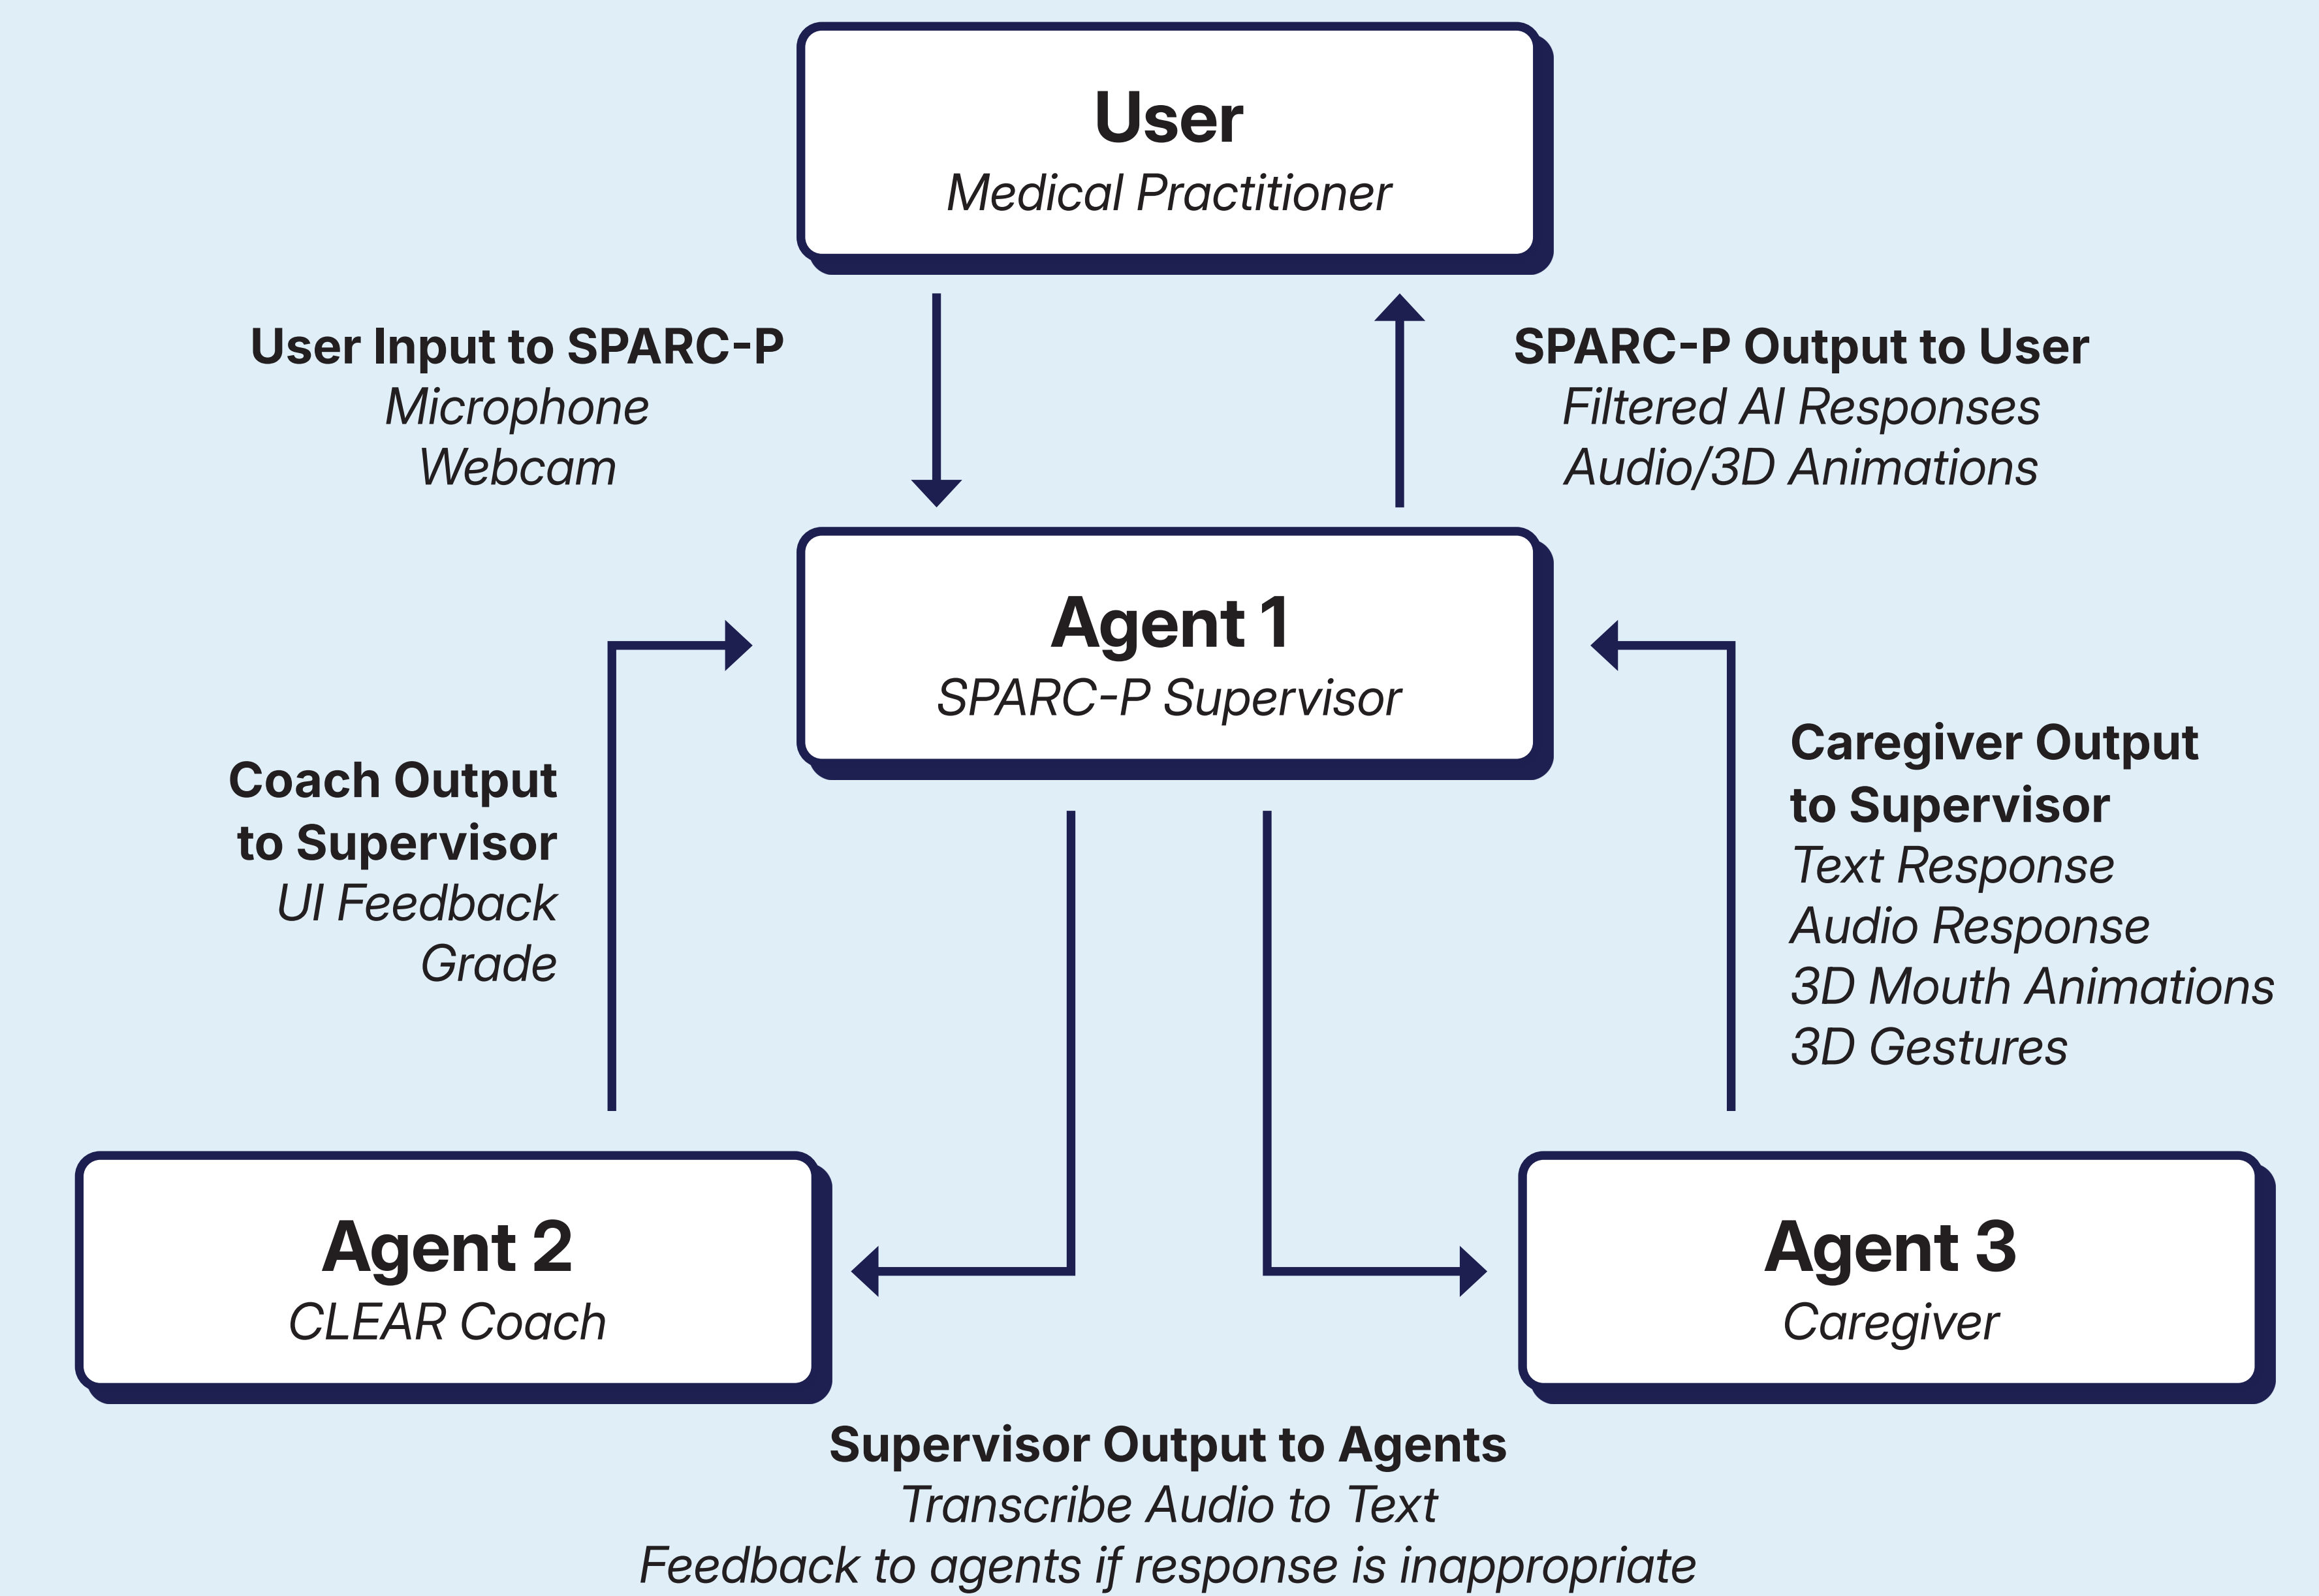 User
Medical Practitioner
User Input to SPARC-P
Microphone
Webcam
SPARC-P Output to User
Filtered AI Responses
Audio/3D Animations
Agent 1
SPARC-P Supervisor
Coach Output
to Supervisor
UI Feedback
Grade
Caregiver Output
to Supervisor
Text Response
Audio Response
3D Mouth Animations
3D Gestures
Agent 2
CLEAR Coach
Agent 3
Caregiver
Supervisor Output to Agents
Transcribe Audio to Text
Feedback to agents if response is inappropriate